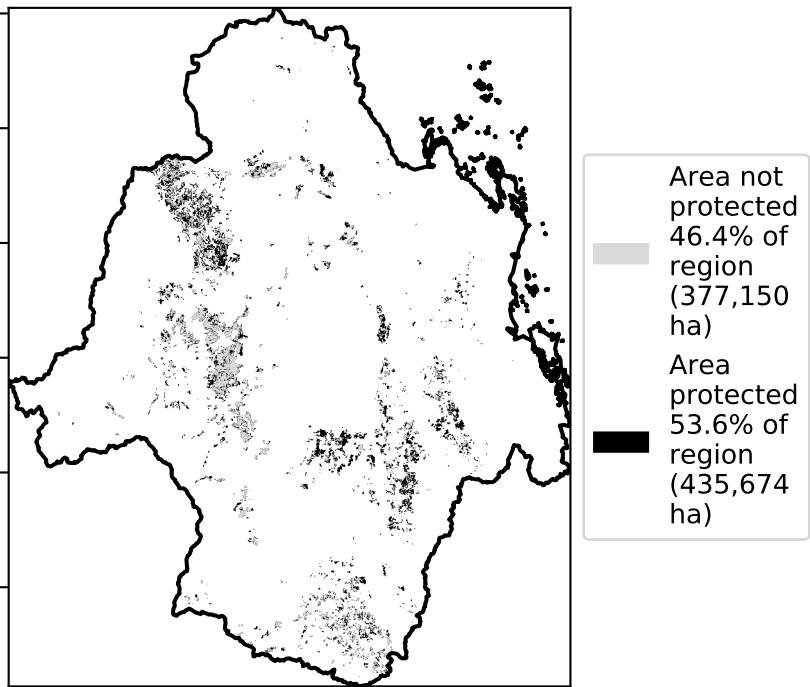 Area not
protected
46.4% of
region
(377,150
ha)
Area
protected
53.6% of
region
(435,674
ha)